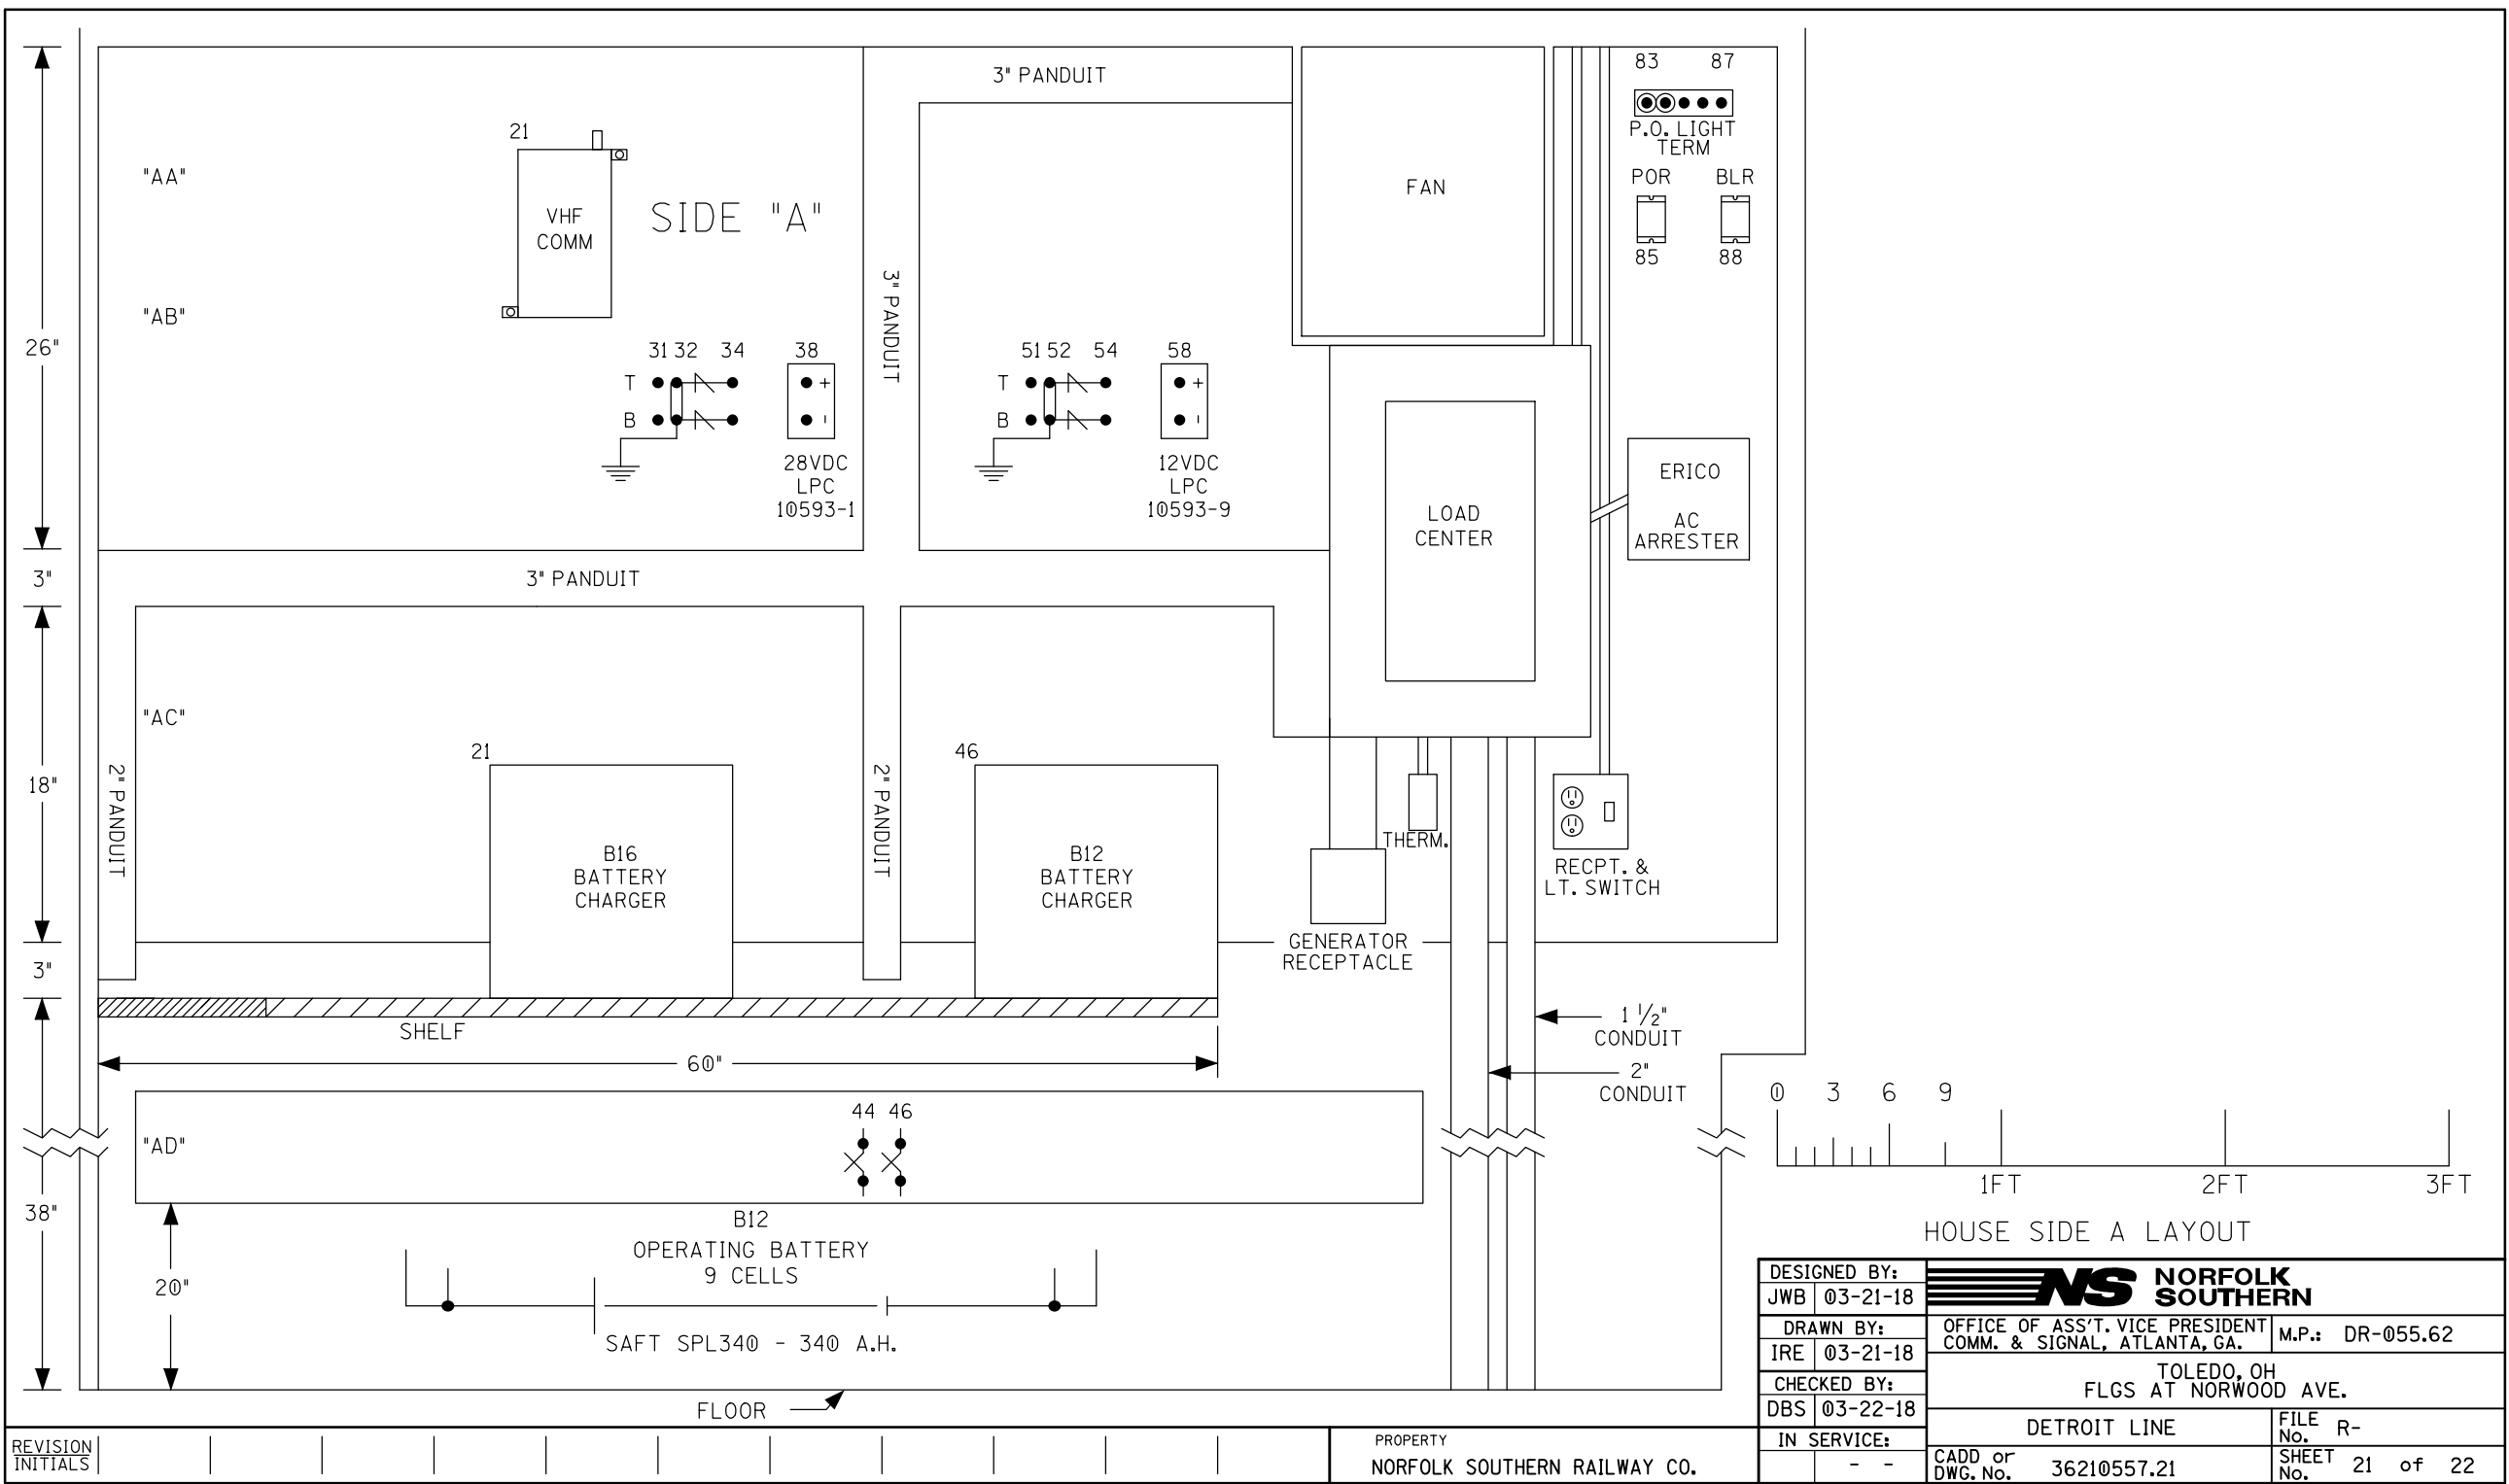 3" PANDUIT
83 87
P.O. LIGHT
TERM
POR BLR
85 88
21
VHF
COMM
"AA"
SIDE "A"
"AB"
3" PANDUIT
FAN
26"
31 32 34 38
T +
B -
28VDC
LPC
10593-1
51 52 54 58
T +
B -
12VDC
LPC
10593-9
LOAD
CENTER
ERICO
AC
ARRESTER
3"
3" PANDUIT
"AC"
18"
2" PANDUIT
21
B16
BATTERY
CHARGER
2" PANDUIT
46
B12
BATTERY
CHARGER
THERM.
RECPT. &
LT. SWITCH
GENERATOR
RECEPTACLE
3"
SHELF
60"
1 1/2"
CONDUIT
2"
CONDUIT
"AD"
44 46
38"
20"
B12
OPERATING BATTERY
9 CELLS
SAFT SPL340 - 340 A.H.
FLOOR
0 3 6 9
1FT 2FT 3FT
HOUSE SIDE A LAYOUT
DESIGNED BY:
JWB 03-21-18
DRAWN BY:
IRE 03-21-18
CHECKED BY:
DBS 03-22-18
IN SERVICE:
- -
NS NORFOLK
SOUTHERN
OFFICE OF ASS'T. VICE PRESIDENT
COMM. & SIGNAL, ATLANTA, GA.
M.P.: DR-055.62
TOLEDO, OH
FLGS AT NORWOOD AVE.
DETROIT LINE
FILE
No. R-
CADD or
DWG. No. 36210557.21
SHEET
No. 21 of 22
REVISION
INITIALS
PROPERTY
NORFOLK SOUTHERN RAILWAY CO.